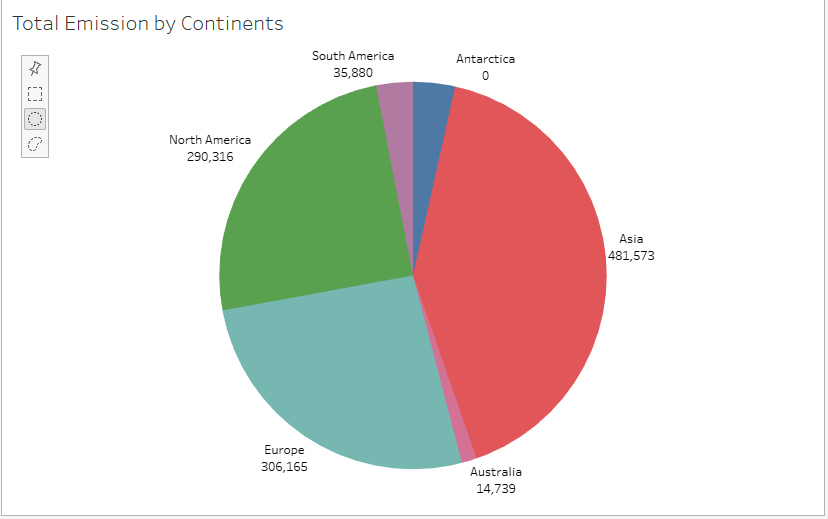 Total Emission by Continents
South America
35,880
Antarctica
0
North America
290,316
Asia
481,573
Europe
306,165
Australia
14,739